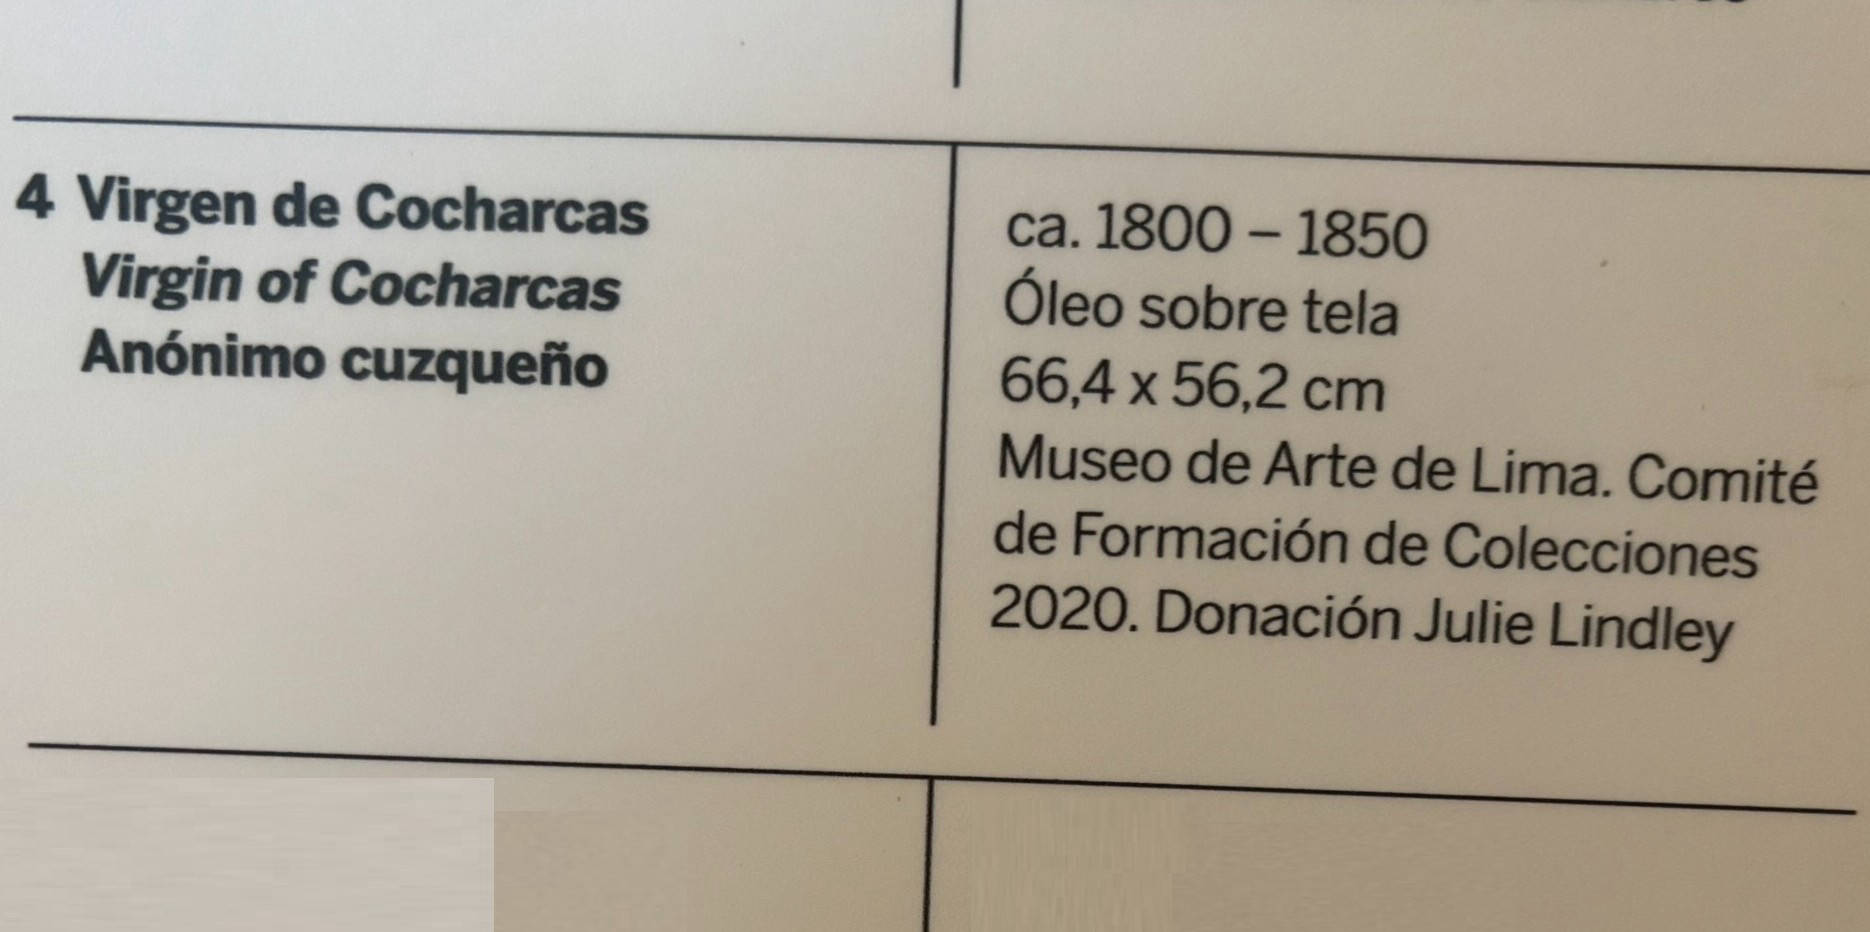 4 Virgen de Cocharcas
Virgin of Cocharcas
Anónimo cuzqueño
ca. 1800 – 1850
Óleo sobre tela
66,4 x 56,2 cm
Museo de Arte de Lima. Comité
de Formación de Colecciones
2020. Donación Julie Lindley